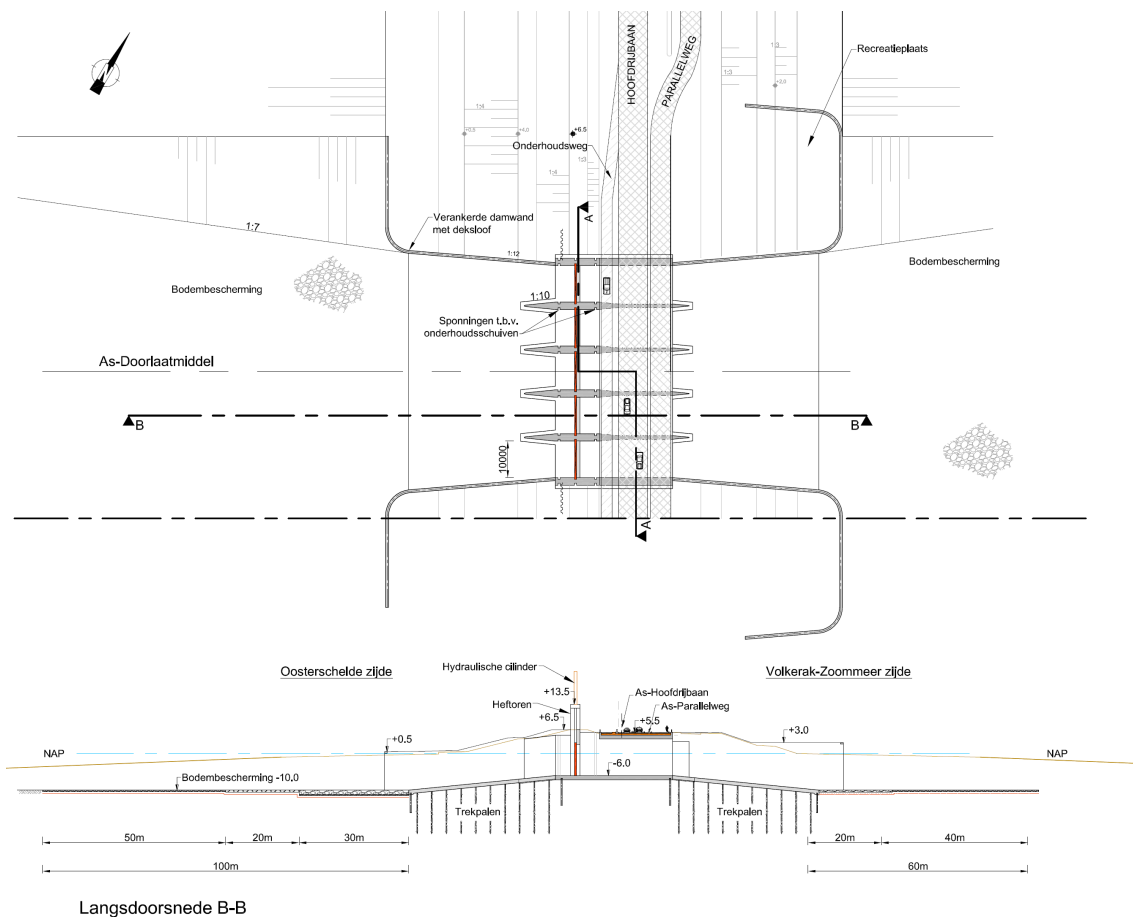 N
HOOFDRIJBAAN
PARALLELWEG
Recreatieplaats
1:3
1:3
+2.0
1:4
+0.5
+4.0
+6.5
1:3
1:4
Onderhoudsweg
A
Verankerde damwand
met deksloof
1:7
1:12
Bodembescherming
Bodembescherming
1:10
Sponningen t.b.v.
onderhoudsschuiven
As-Doorlaatmiddel
B
B
10000
A
Oosterschelde zijde
Hydraulische cilinder
Volkerak-Zoommeer zijde
+13.5
As-Hoofdrijbaan
Heftoren
As-Parallelweg
+6.5
+5.5
+0.5
+3.0
NAP
NAP
-6.0
Bodembescherming -10.0
Trekpalen
Trekpalen
50m
20m
30m
20m
40m
100m
60m
Langsdoorsnede B-B